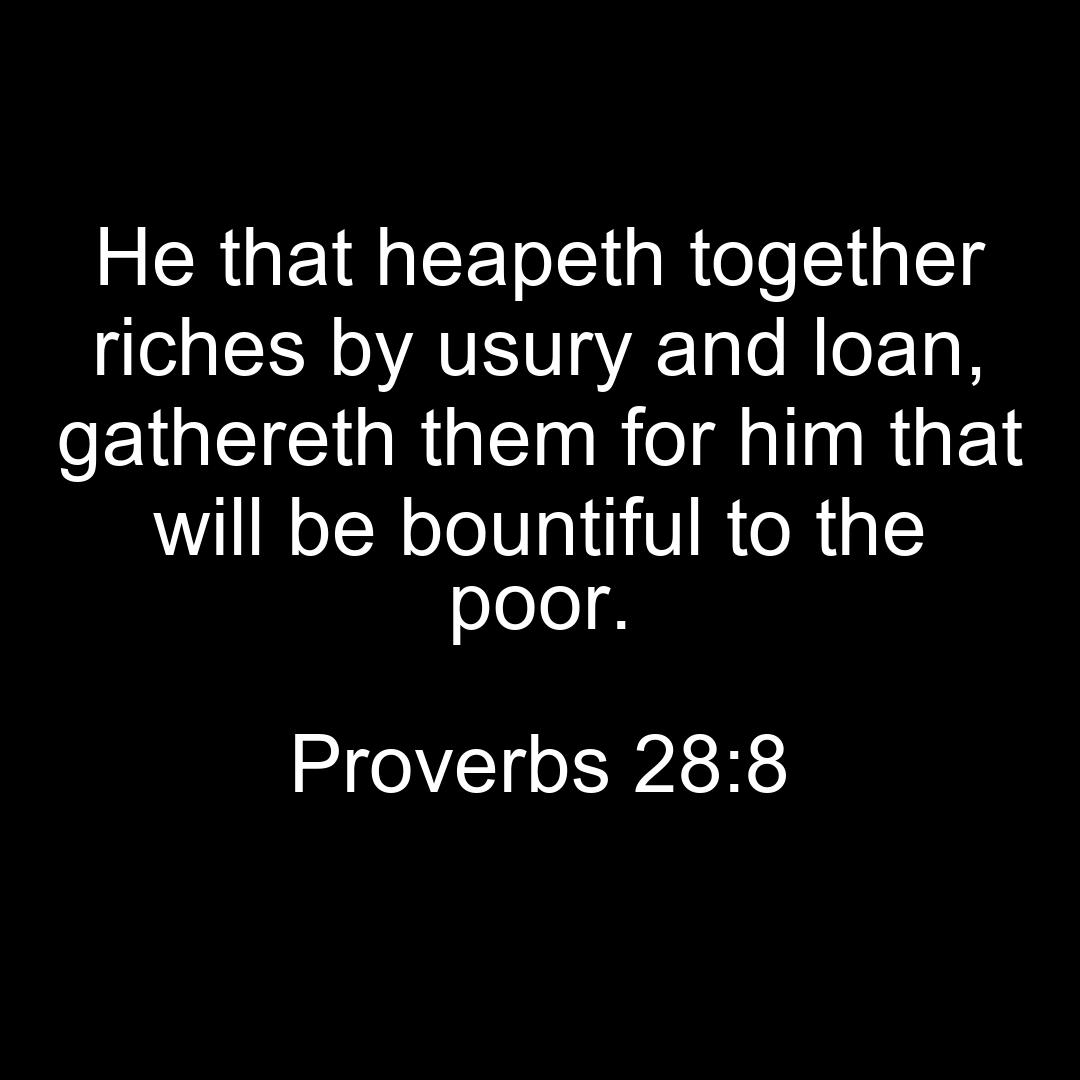 He that heapeth together
riches by usury and loan,
gathereth them for him that
will be bountiful to the
poor.
Proverbs 28:8